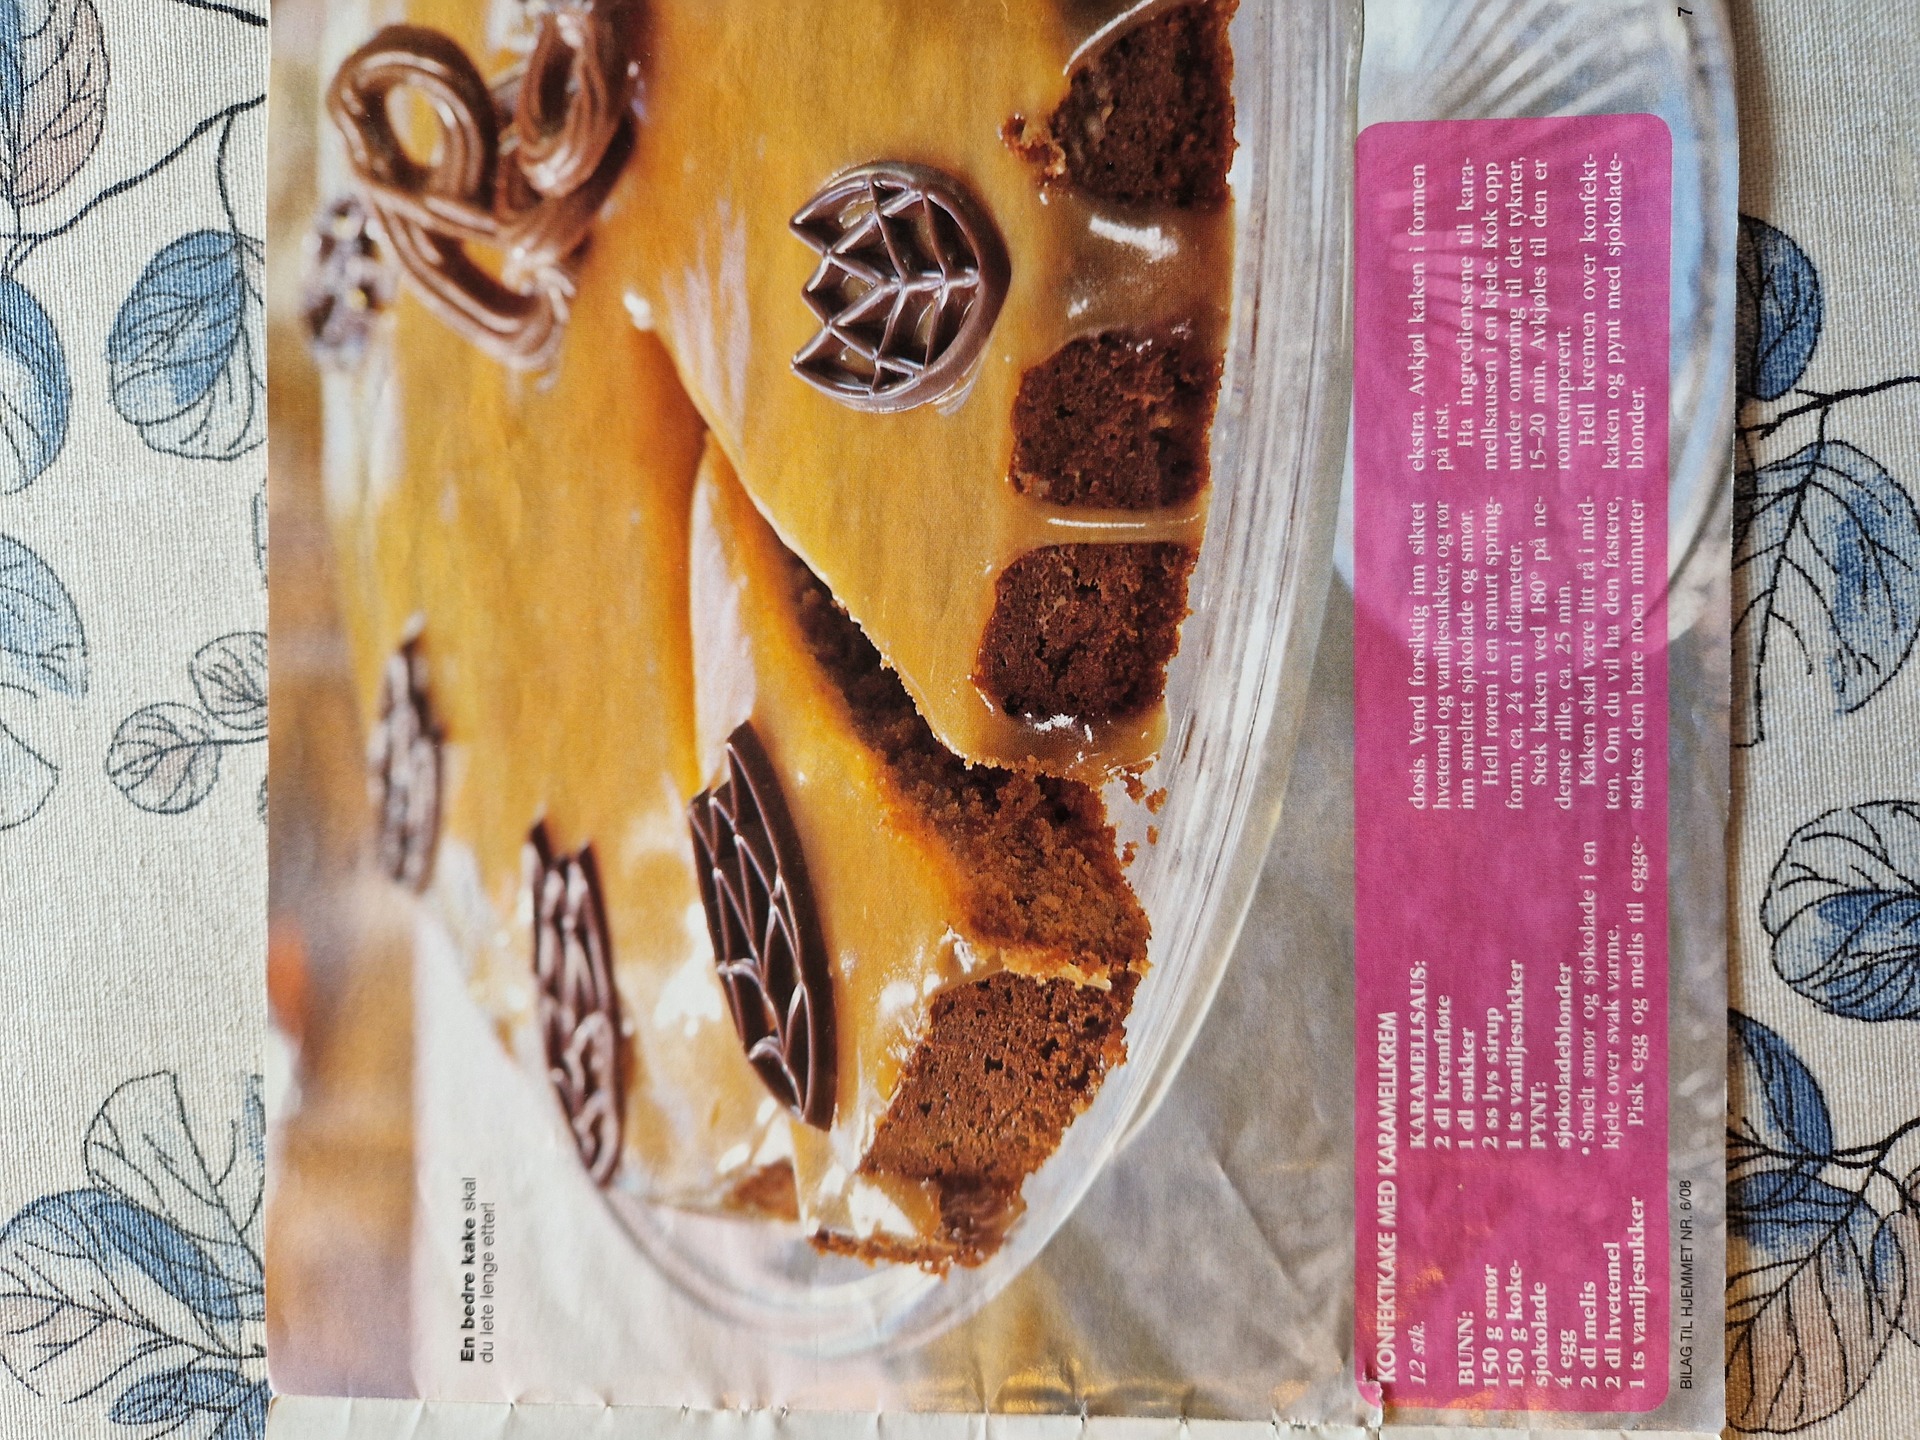 En bedre kake skal
du lete lenge etter!
KONFEKTKAKE MED KARAMELLKREM
12 stk.
BUNN:
150 g smør
150 g koke-
sjokolade
4 egg
2 dl melis
2 dl hvetemel
1 ts vaniljesukker
KARAMELLSAUS:
2 dl kremfløte
1 dl sukker
2 ss lys sirup
1 ts vaniljesukker
PYNT:
sjokoladeblonder
• Smelt smør og sjokolade i en
kjele over svak varme.
Pisk egg og melis til egge-
dosis. Vend forsiktig inn siktet
hvetemel og vaniljesukker, og rør
inn smeltet sjokolade og smør.
Hell røren i en smurt spring-
form, ca. 24 cm i diameter.
Stek kaken ved 180° på ne-
derste rille, ca. 25 min.
Kaken skal være litt rå i mid-
ten. Om du vil ha den fastere,
stekes den bare noen minutter
ekstra. Avkjøl kaken i formen
på rist.
Ha ingrediensene til kara-
mellsausen i en kjele. Kok opp
under omrøring til det tykner,
15–20 min. Avkjøles til den er
romtemperert.
Hell kremen over konfekt-
kaken og pynt med sjokolade-
blonder.
BILAG TIL HJEMMET NR. 6/08
7